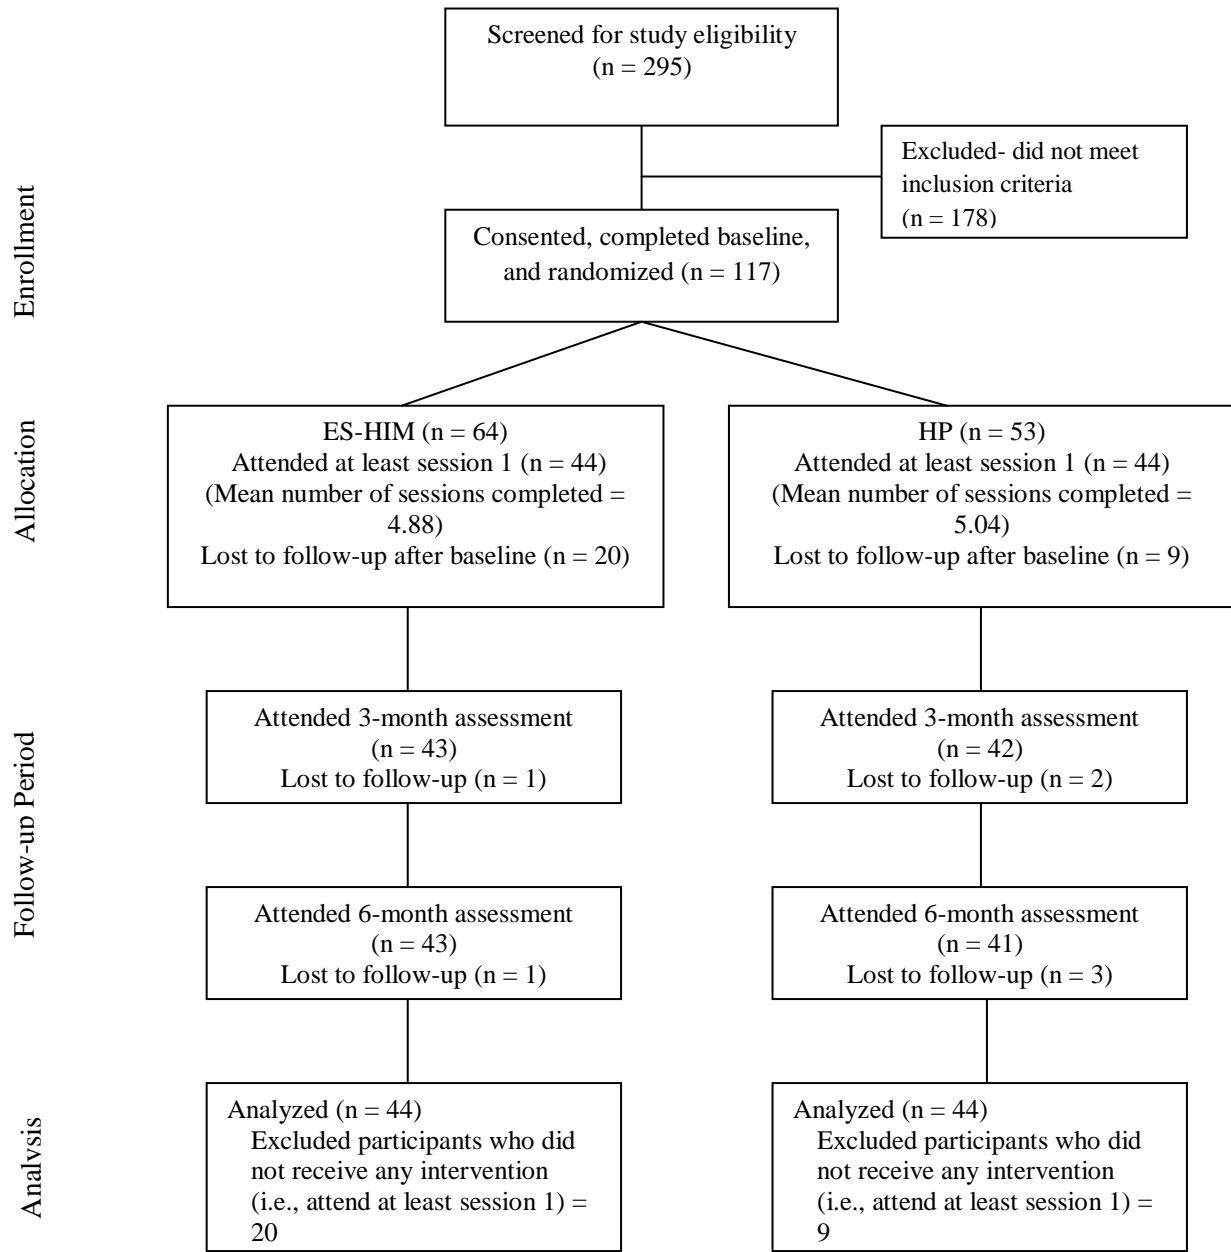 Screened for study eligibility
(n = 295)
Excluded- did not meet
inclusion criteria
(n = 178)
Enrollment
Consented, completed baseline,
and randomized (n = 117)
Allocation
ES-HIM (n = 64)
Attended at least session 1 (n = 44)
(Mean number of sessions completed =
4.88)
Lost to follow-up after baseline (n = 20)
HP (n = 53)
Attended at least session 1 (n = 44)
(Mean number of sessions completed =
5.04)
Lost to follow-up after baseline (n = 9)
Follow-up Period
Attended 3-month assessment
(n = 43)
Lost to follow-up (n = 1)
Attended 3-month assessment
(n = 42)
Lost to follow-up (n = 2)
Attended 6-month assessment
(n = 43)
Lost to follow-up (n = 1)
Attended 6-month assessment
(n = 41)
Lost to follow-up (n = 3)
Analysis
Analyzed (n = 44)
Excluded participants who did
not receive any intervention
(i.e., attend at least session 1) =
20
Analyzed (n = 44)
Excluded participants who did
not receive any intervention
(i.e., attend at least session 1) =
9